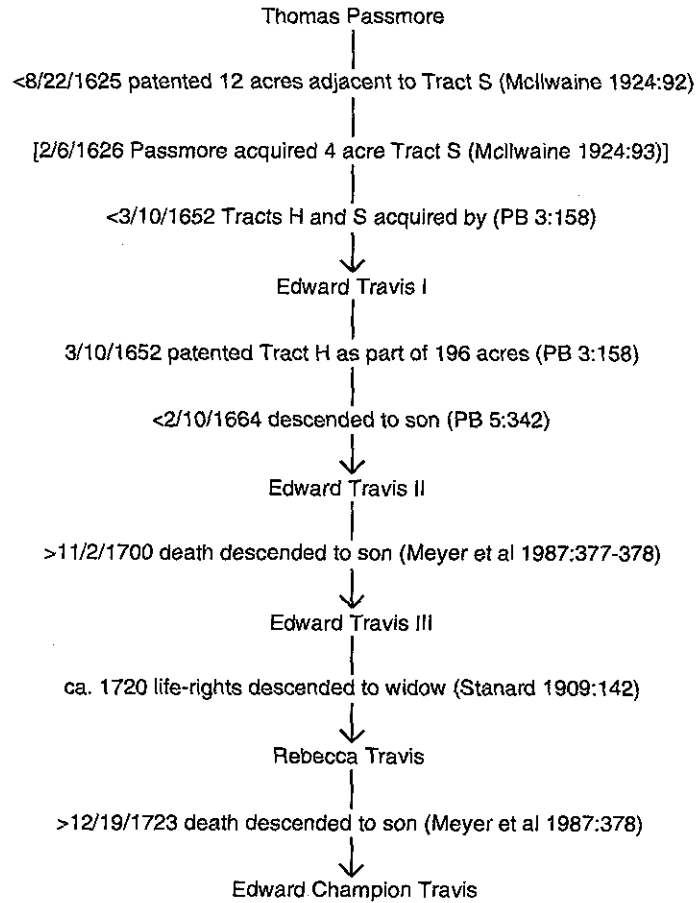 Thomas Passmore
<8/22/1625 patented 12 acres adjacent to Tract S (McIlwaine 1924:92)
[2/6/1626 Passmore acquired 4 acre Tract S (McIlwaine 1924:93)]
<3/10/1652 Tracts H and S acquired by (PB 3:158)
Edward Travis I
3/10/1652 patented Tract H as part of 196 acres (PB 3:158)
<2/10/1664 descended to son (PB 5:342)
Edward Travis II
>11/2/1700 death descended to son (Meyer et al 1987:377-378)
Edward Travis III
ca. 1720 life-rights descended to widow (Stanard 1909:142)
Rebecca Travis
>12/19/1723 death descended to son (Meyer et al 1987:378)
Edward Champion Travis